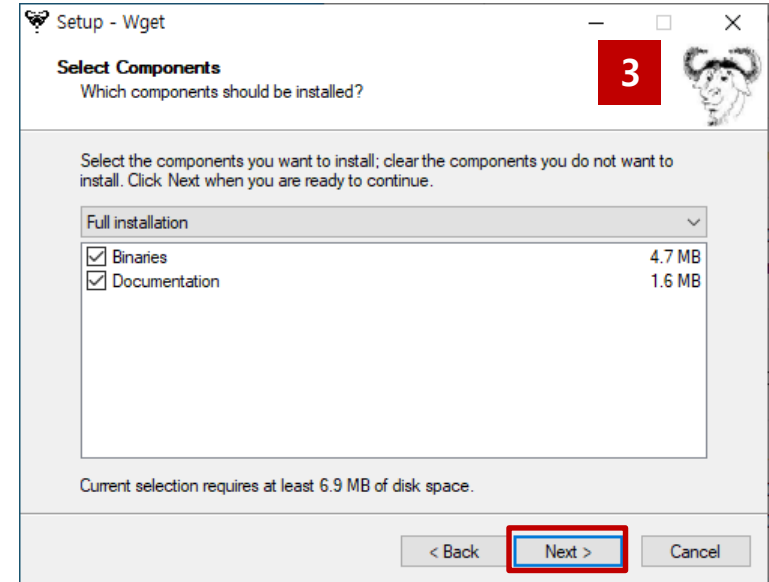 Setup - Wget
Select Components
Which components should be installed?
3
Select the components you want to install; clear the components you do not want to
install. Click Next when you are ready to continue.
Full installation
Binaries 4.7 MB
Documentation 1.6 MB
Current selection requires at least 6.9 MB of disk space.
< Back Next > Cancel